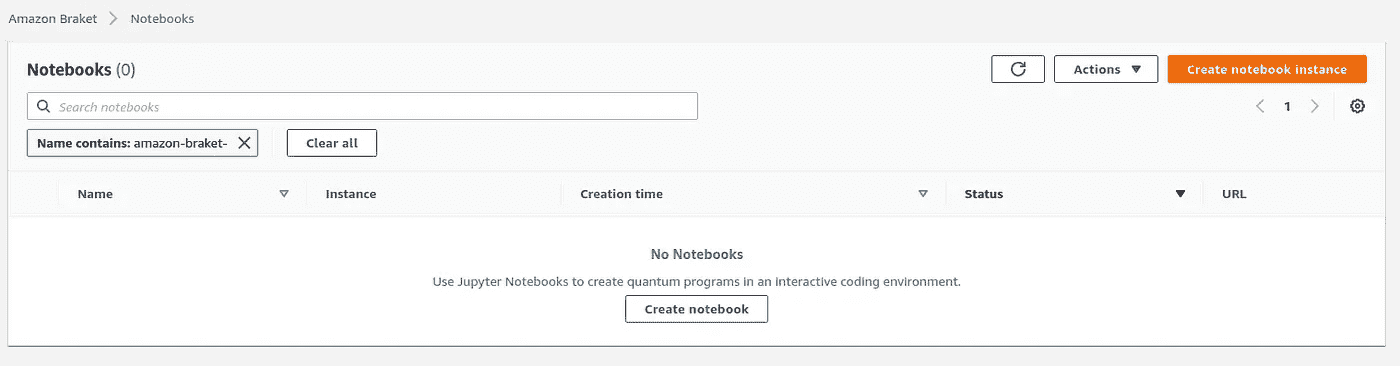 Amazon Braket > Notebooks
Notebooks (0)
Actions
Create notebook instance
Search notebooks
1
Name contains: amazon-braket-
Clear all
Name Instance Creation time Status URL
No Notebooks
Use Jupyter Notebooks to create quantum programs in an interactive coding environment.
Create notebook